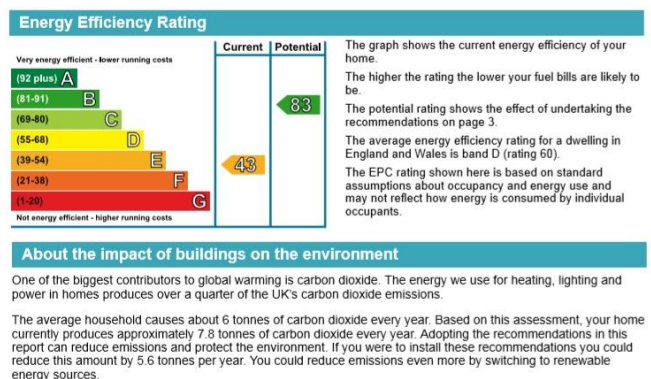 Energy Efficiency Rating
Current Potential
Very energy efficient - lower running costs
(92 plus) A
(81-91) B
(69-80) C
(55-68) D
(39-54) E
(21-38) F
(1-20) G
Not energy efficient - higher running costs
83
43
The graph shows the current energy efficiency of your
home.
The higher the rating the lower your fuel bills are likely to
be.
The potential rating shows the effect of undertaking the
recommendations on page 3.
The average energy efficiency rating for a dwelling in
England and Wales is band D (rating 60).
The EPC rating shown here is based on standard
assumptions about occupancy and energy use and
may not reflect how energy is consumed by individual
occupants.
About the impact of buildings on the environment
One of the biggest contributors to global warming is carbon dioxide. The energy we use for heating, lighting and
power in homes produces over a quarter of the UK's carbon dioxide emissions.
The average household causes about 6 tonnes of carbon dioxide every year. Based on this assessment, your home
currently produces approximately 7.8 tonnes of carbon dioxide every year. Adopting the recommendations in this
report can reduce emissions and protect the environment. If you were to install these recommendations you could
reduce this amount by 5.6 tonnes per year. You could reduce emissions even more by switching to renewable
energy sources.